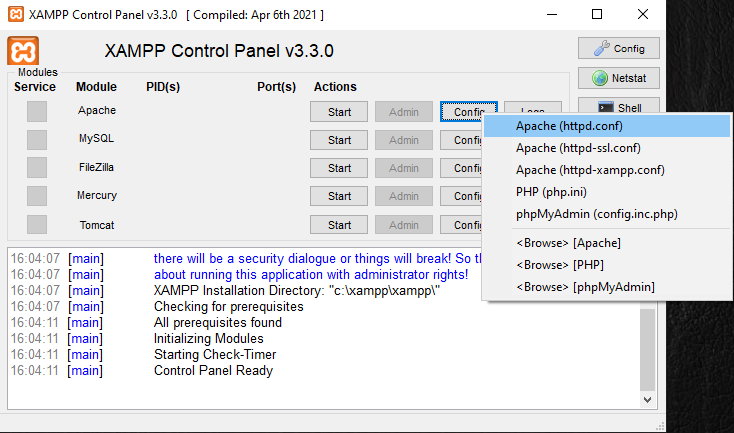 XAMPP Control Panel v3.3.0 [ Compiled: Apr 6th 2021 ]
XAMPP Control Panel v3.3.0
Config
Modules
Service Module PID(s) Port(s) Actions
Netstat
Apache Start Admin Config Logs
Shell
MySQL Start Admin Config
FileZilla Start Admin Config
Mercury Start Admin Config
Tomcat Start Admin Config
Apache (httpd.conf)
Apache (httpd-ssl.conf)
Apache (httpd-xampp.conf)
PHP (php.ini)
phpMyAdmin (config.inc.php)
<Browse> [Apache]
<Browse> [PHP]
<Browse> [phpMyAdmin]
16:04:07 [main] there will be a security dialogue or things will break! So
16:04:07 [main] about running this application with administrator rights!
16:04:07 [main] XAMPP Installation Directory: "c:\xampp\xampp\"
16:04:07 [main] Checking for prerequisites
16:04:11 [main] All prerequisites found
16:04:11 [main] Initializing Modules
16:04:11 [main] Starting Check-Timer
16:04:11 [main] Control Panel Ready